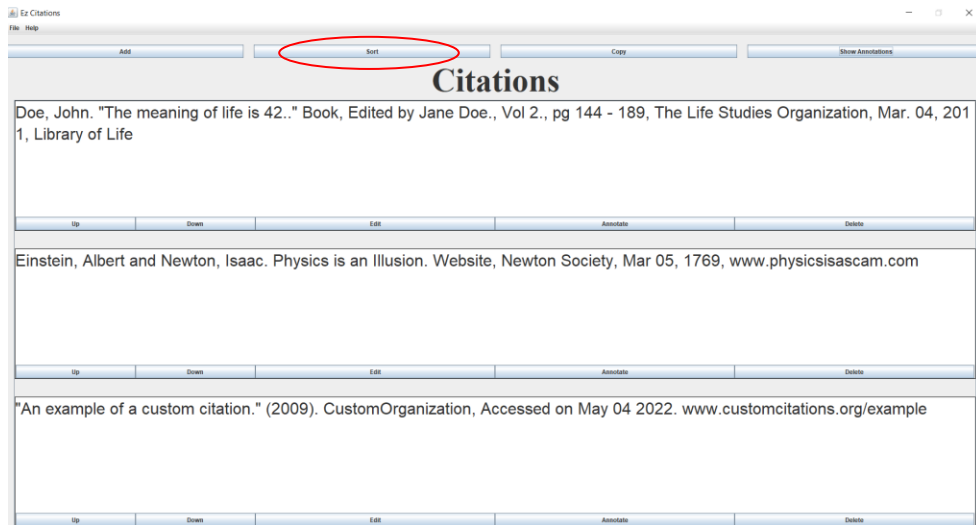 Ez Citations
File Help
Add Sort Copy Show Annotations
Citations
Doe, John. "The meaning of life is 42.." Book, Edited by Jane Doe., Vol 2., pg 144 - 189, The Life Studies Organization, Mar. 04, 201
1, Library of Life
Up Down Edit Annotate Delete
Einstein, Albert and Newton, Isaac. Physics is an Illusion. Website, Newton Society, Mar 05, 1769, www.physicsisascam.com
Up Down Edit Annotate Delete
"An example of a custom citation." (2009). CustomOrganization, Accessed on May 04 2022. www.customcitations.org/example
Up Down Edit Annotate Delete